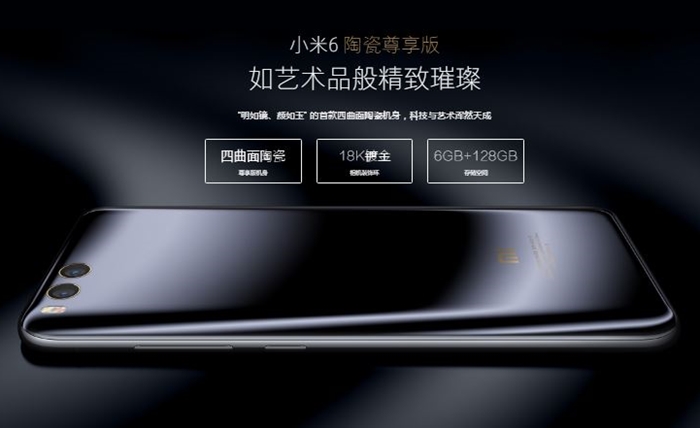 小米6 陶瓷尊享版
如艺术品般精致璀璨
"明如镜、颜如玉" 的首款四曲面陶瓷机身，科技与艺术浑然天成
四曲面陶瓷
尊享版机身
18K镀金
相机装饰环
6GB+128GB
存储空间